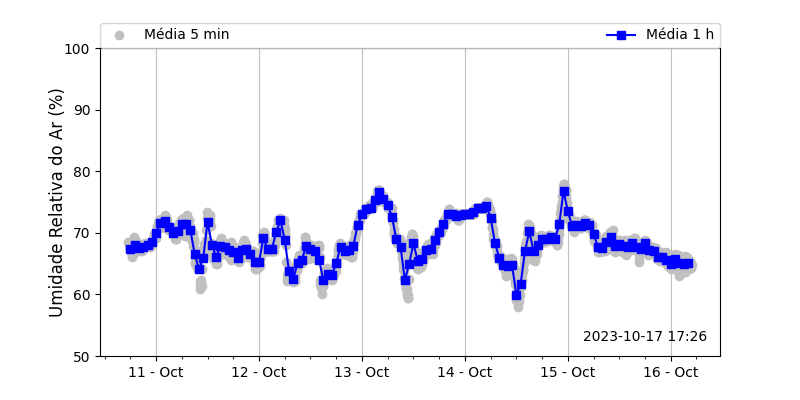 Média 5 min
Média 1 h
Umidade Relativa do Ar (%)
100
90
80
70
60
50
2023-10-17 17:26
11 - Oct
12 - Oct
13 - Oct
14 - Oct
15 - Oct
16 - Oct